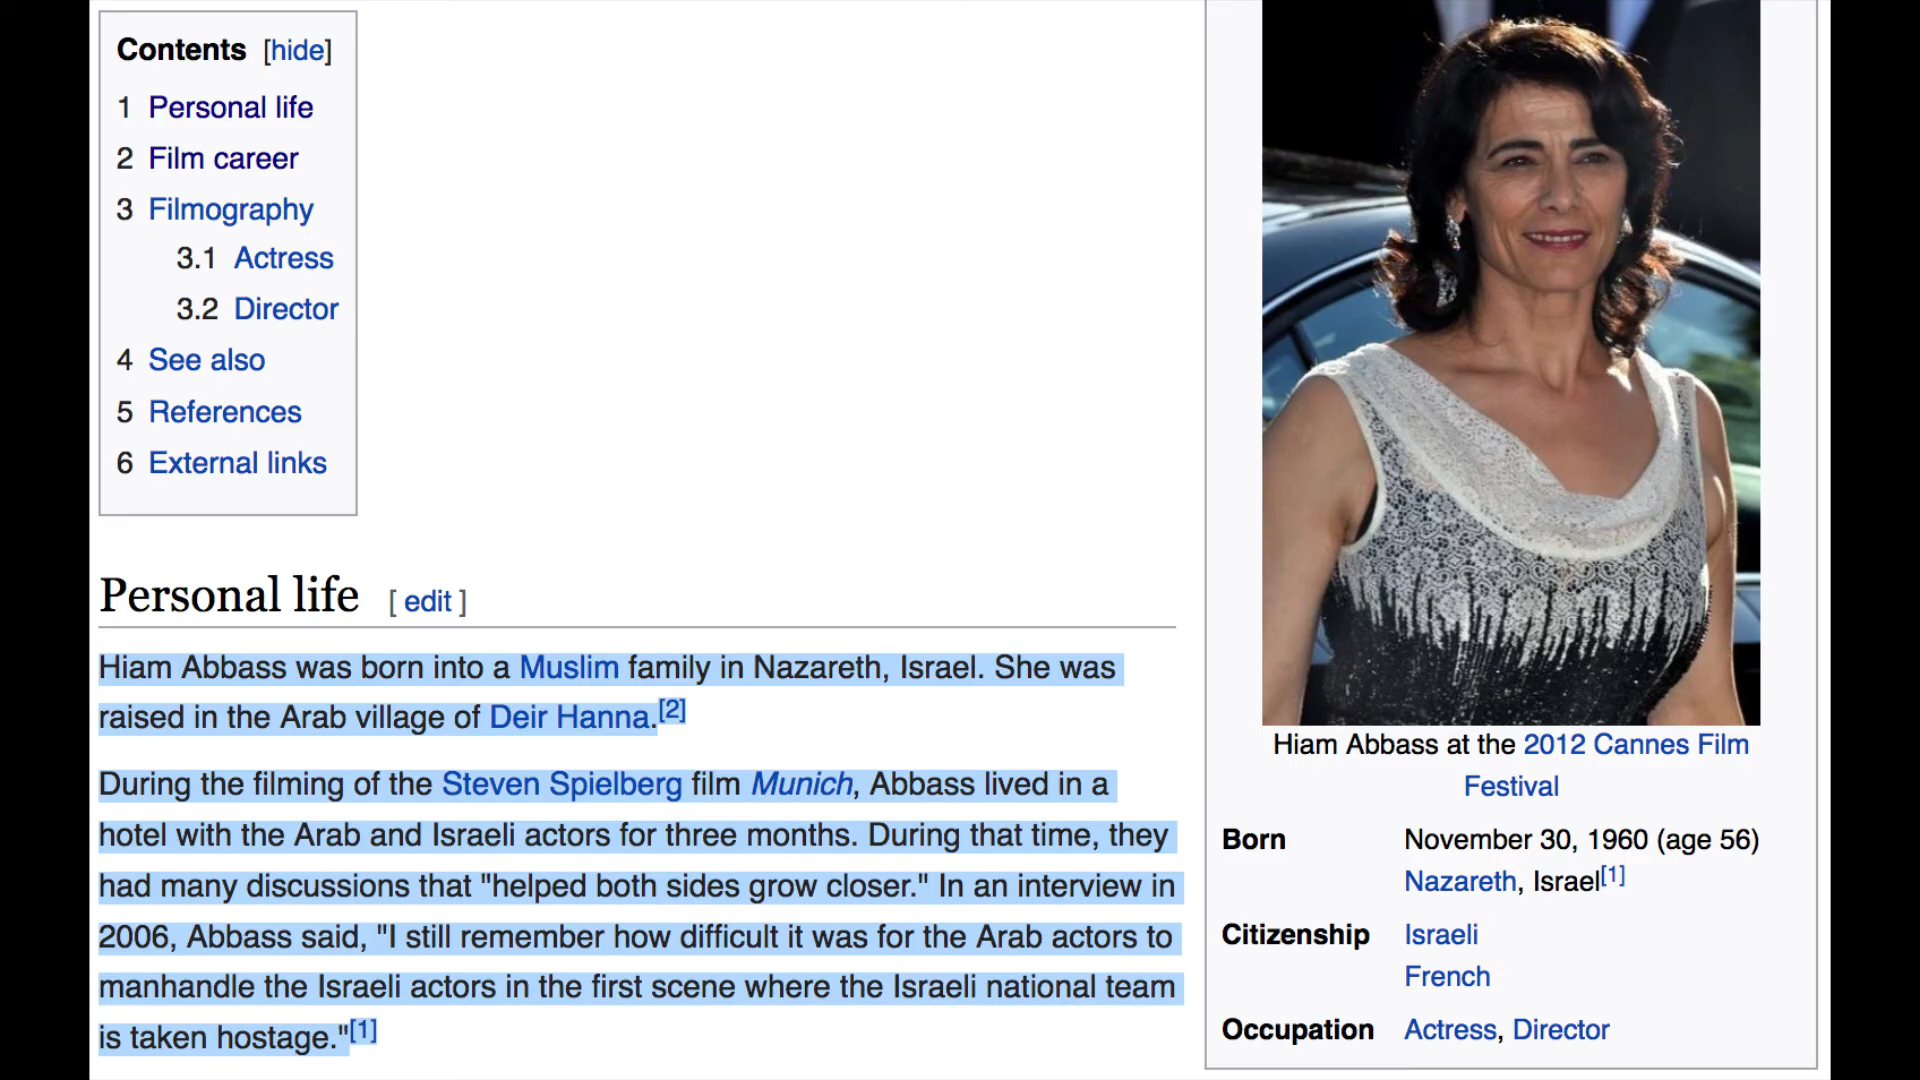 Contents [hide]
1 Personal life
2 Film career
3 Filmography
3.1 Actress
3.2 Director
4 See also
5 References
6 External links
Personal life [ edit ]
Hiam Abbass was born into a Muslim family in Nazareth, Israel. She was
raised in the Arab village of Deir Hanna.[2]
During the filming of the Steven Spielberg film Munich, Abbass lived in a
hotel with the Arab and Israeli actors for three months. During that time, they
had many discussions that "helped both sides grow closer." In an interview in
2006, Abbass said, "I still remember how difficult it was for the Arab actors to
manhandle the Israeli actors in the first scene where the Israeli national team
is taken hostage."[1]
Hiam Abbass at the 2012 Cannes Film
Festival
Born November 30, 1960 (age 56)
Nazareth, Israel[1]
Citizenship Israeli
French
Occupation Actress, Director